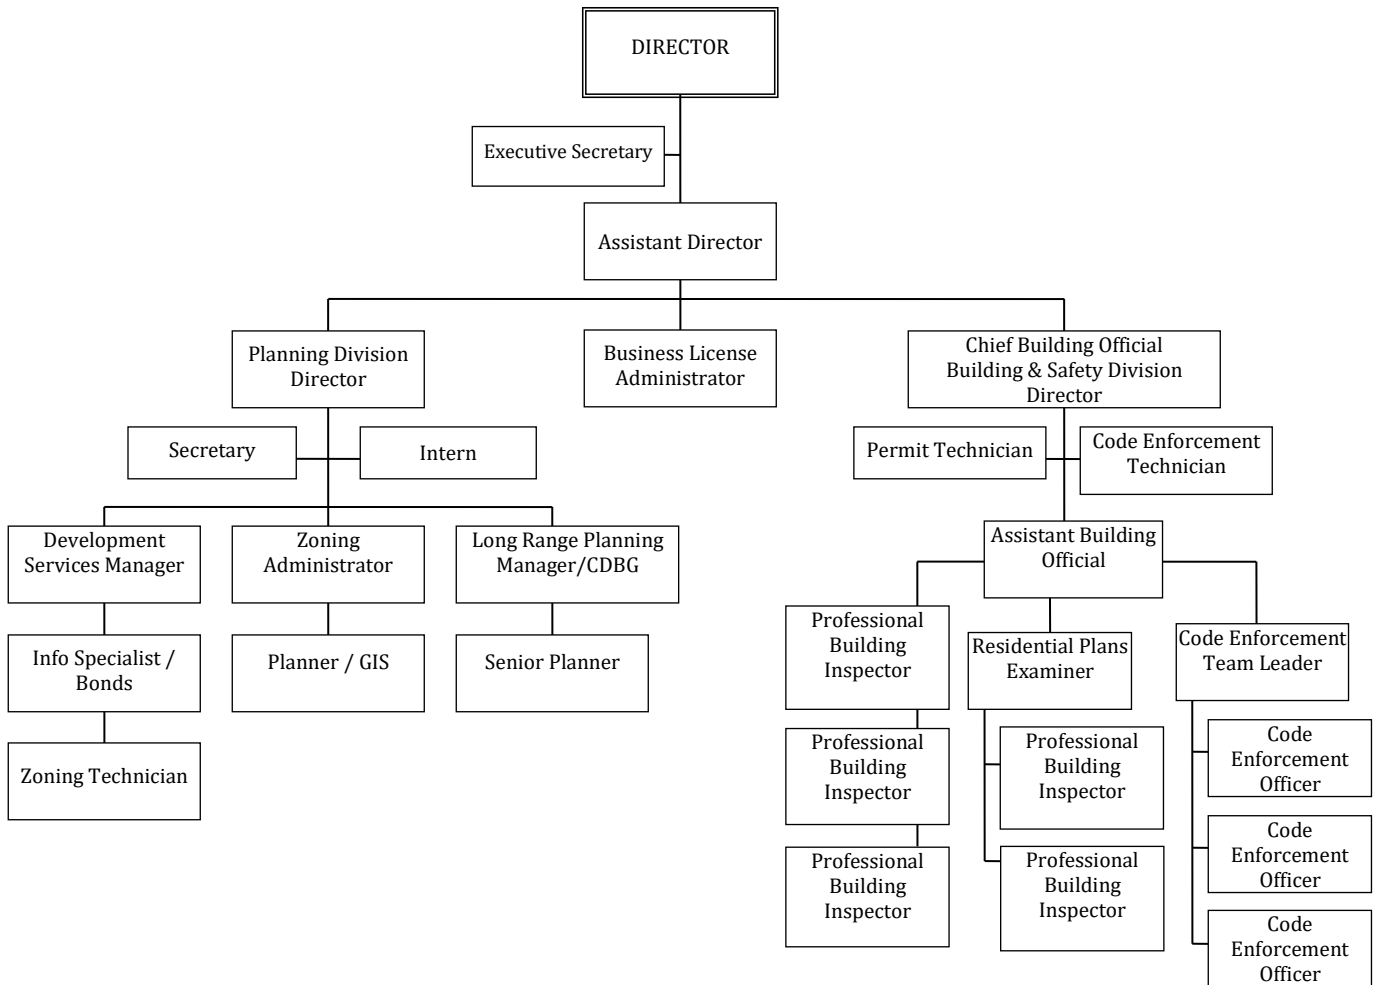 DIRECTOR
Executive Secretary
Assistant Director
Planning Division
Director
Business License
Administrator
Chief Building Official
Building & Safety Division
Director
Secretary
Intern
Permit Technician
Code Enforcement
Technician
Development
Services Manager
Zoning
Administrator
Long Range Planning
Manager/CDBG
Assistant Building
Official
Info Specialist /
Bonds
Planner / GIS
Senior Planner
Professional
Building
Inspector
Residential Plans
Examiner
Code Enforcement
Team Leader
Zoning Technician
Professional
Building
Inspector
Professional
Building
Inspector
Code
Enforcement
Officer
Code
Enforcement
Officer
Professional
Building
Inspector
Professional
Building
Inspector
Code
Enforcement
Officer